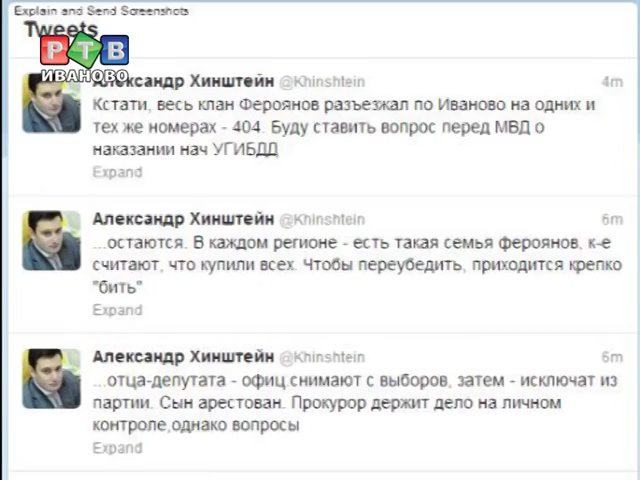 Explain and Send Screenshots
Tweets
РТВ
ИВАНОВО
Александр Хинштейн @Khinshtein 4m
Кстати, весь клан Фероянов разъезжал по Иваново на одних и
тех же номерах - 404. Буду ставить вопрос перед МВД о
наказании нач УГИБДД
Expand
Александр Хинштейн @Khinshtein 6m
...остаются. В каждом регионе - есть такая семья фероянов, к-е
считают, что купили всех. Чтобы переубедить, приходится крепко
"бить"
Expand
Александр Хинштейн @Khinshtein 6m
...отца-депутата - офиц.снимают с выборов, затем - исключат из
партии. Сын арестован. Прокурор держит дело на личном
контроле,однако вопросы
Expand